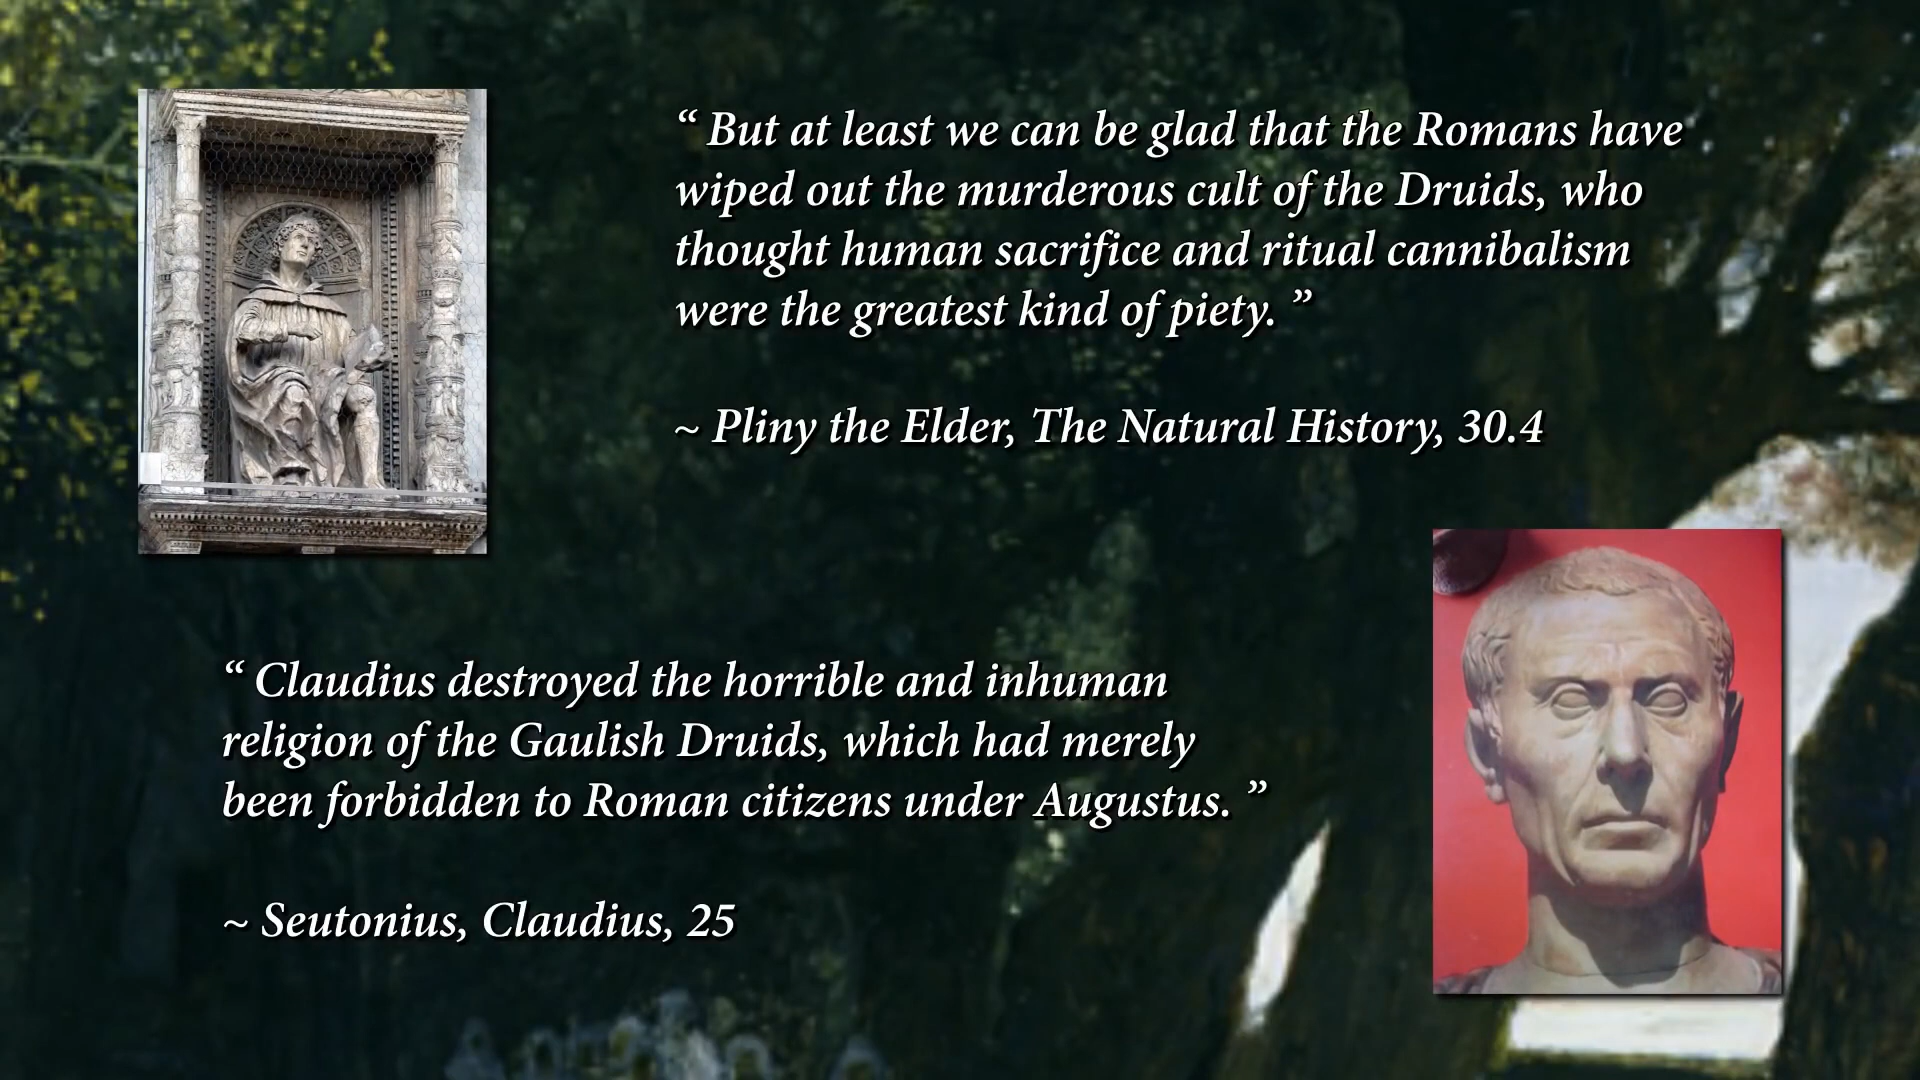 “ But at least we can be glad that the Romans have
wiped out the murderous cult of the Druids, who
thought human sacrifice and ritual cannibalism
were the greatest kind of piety. ”
~ Pliny the Elder, The Natural History, 30.4
“ Claudius destroyed the horrible and inhuman
religion of the Gaulish Druids, which had merely
been forbidden to Roman citizens under Augustus. ”
~ Seutonius, Claudius, 25